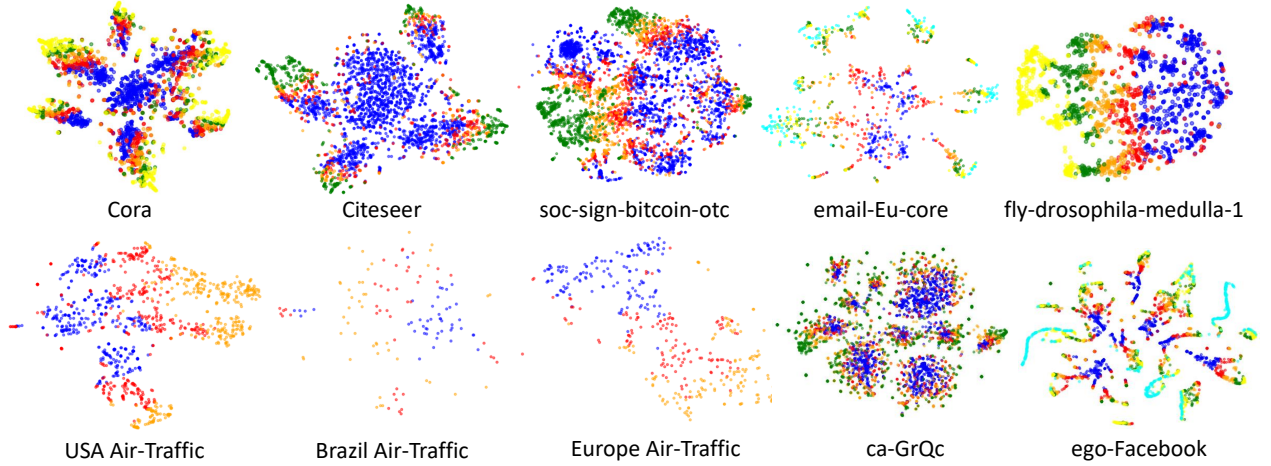 Cora
Citeseer
soc-sign-bitcoin-otc
email-Eu-core
fly-drosophila-medulla-1
USA Air-Traffic
Brazil Air-Traffic
Europe Air-Traffic
ca-GrQc
ego-Facebook